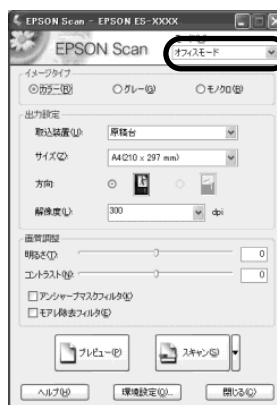 EPSON Scan - EPSON ES-XXXX
EPSON Scan
オフィスモード
イメージタイプ
カラー(R)
グレー(G)
モノクロ(B)
出力設定
取込装置(U):
原稿台
サイズ(Z):
A4(210 x 297 mm)
方向:
解像度(L):
300
dpi
画質調整
明るさ(T):
0
コントラスト(N):
0
アンシャープマスクフィルタ(K)
モアレ除去フィルタ(E)
プレビュー(P)
スキャン(S)
ヘルプ(H)
環境設定(O)...
閉じる(C)